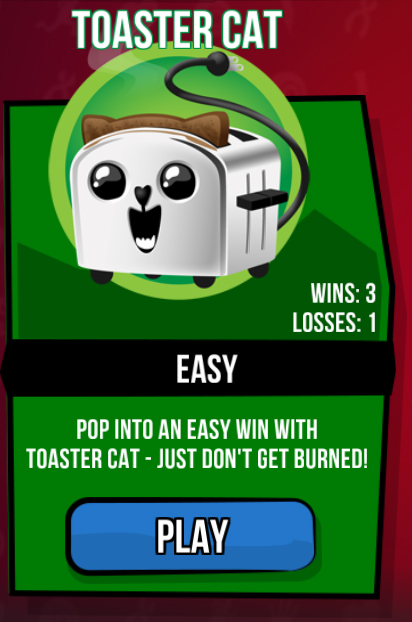 TOASTER CAT
WINS: 3
LOSSES: 1
EASY
POP INTO AN EASY WIN WITH
TOASTER CAT - JUST DON'T GET BURNED!
PLAY